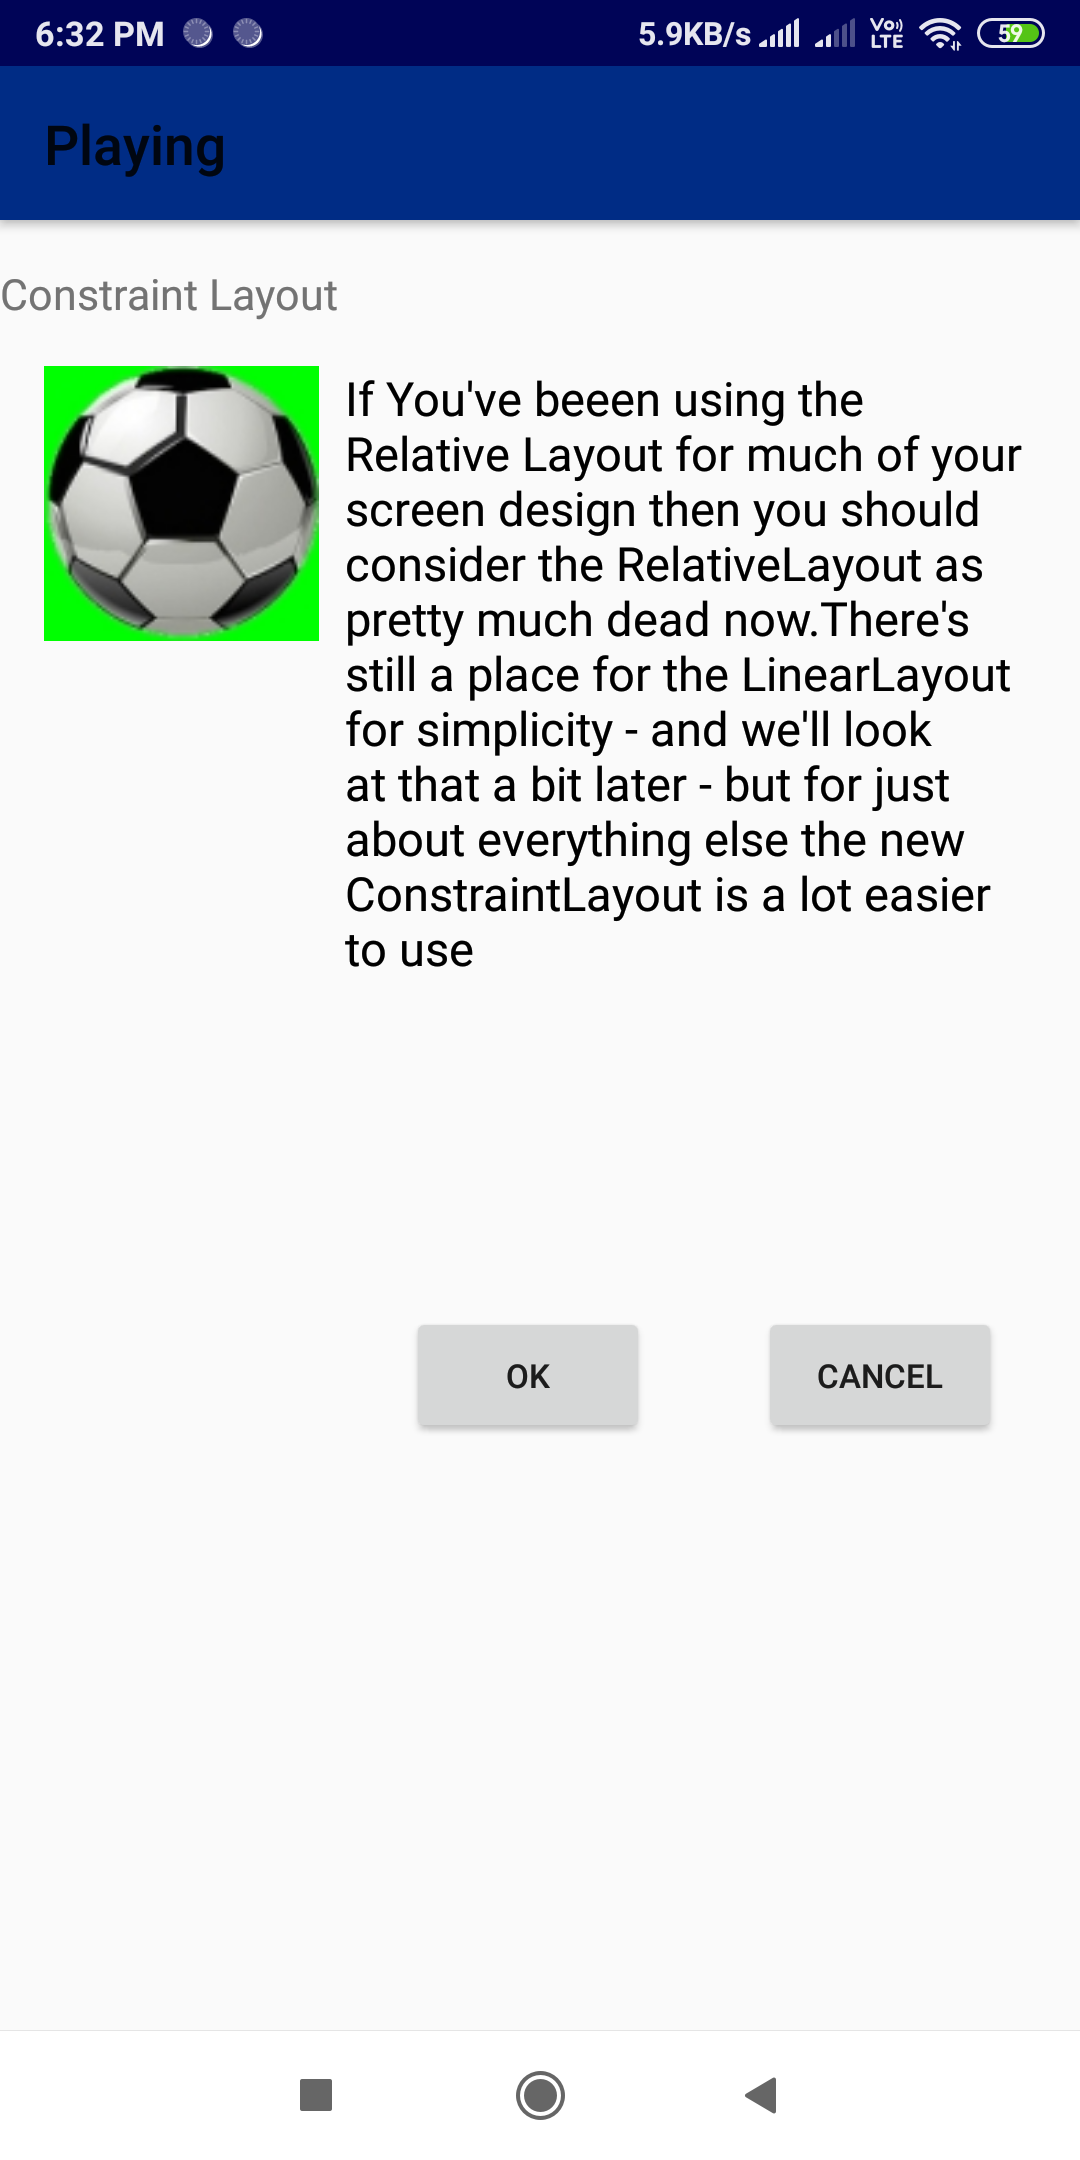 6:32 PM 5.9KB/s Vo)) LTE 59
Playing
Constraint Layout
If You've beeen using the
Relative Layout for much of your
screen design then you should
consider the RelativeLayout as
pretty much dead now.There's
still a place for the LinearLayout
for simplicity - and we'll look
at that a bit later - but for just
about everything else the new
ConstraintLayout is a lot easier
to use
OK CANCEL